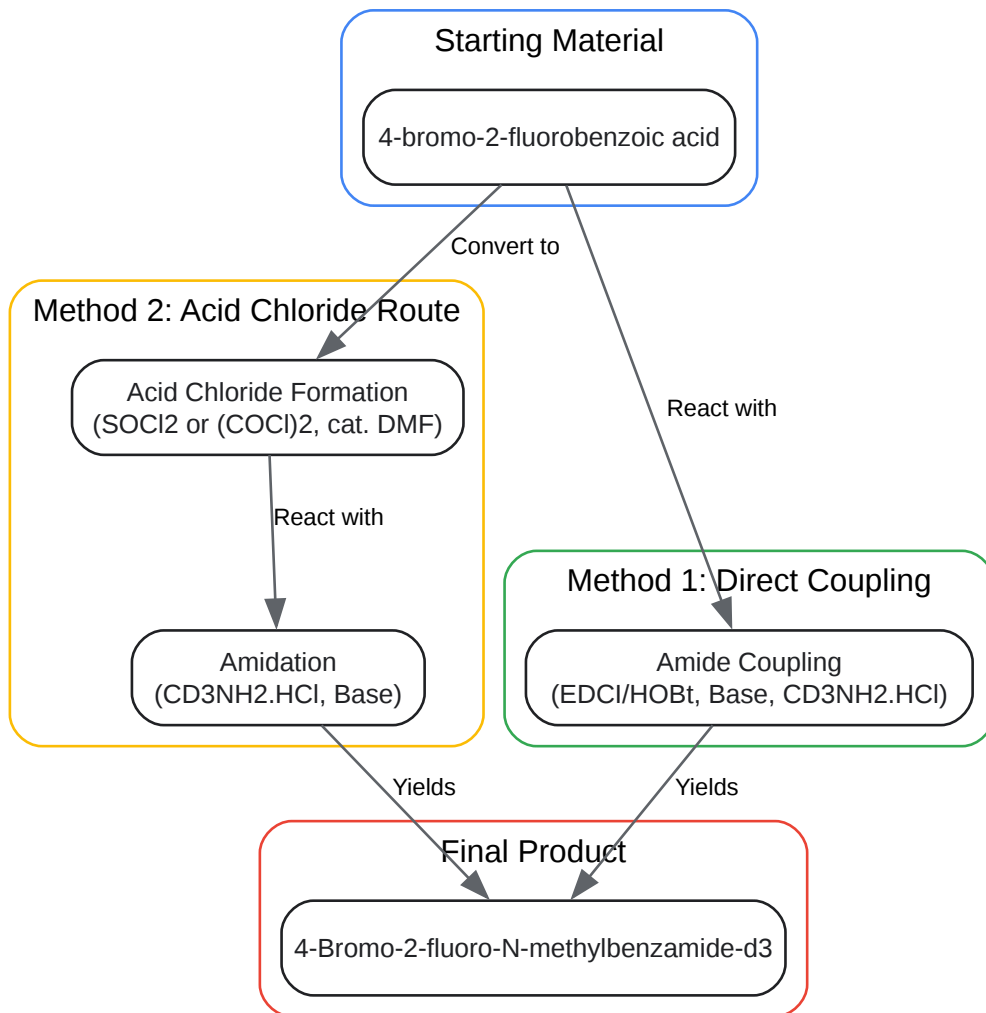 Starting Material
4-bromo-2-fluorobenzoic acid
Convert to
React with
Method 2: Acid Chloride Route
Acid Chloride Formation
(SOCl2 or (COCl)2, cat. DMF)
React with
Amidation
(CD3NH2.HCl, Base)
Method 1: Direct Coupling
Amide Coupling
(EDCI/HOBt, Base, CD3NH2.HCl)
Yields
Yields
Final Product
4-Bromo-2-fluoro-N-methylbenzamide-d3